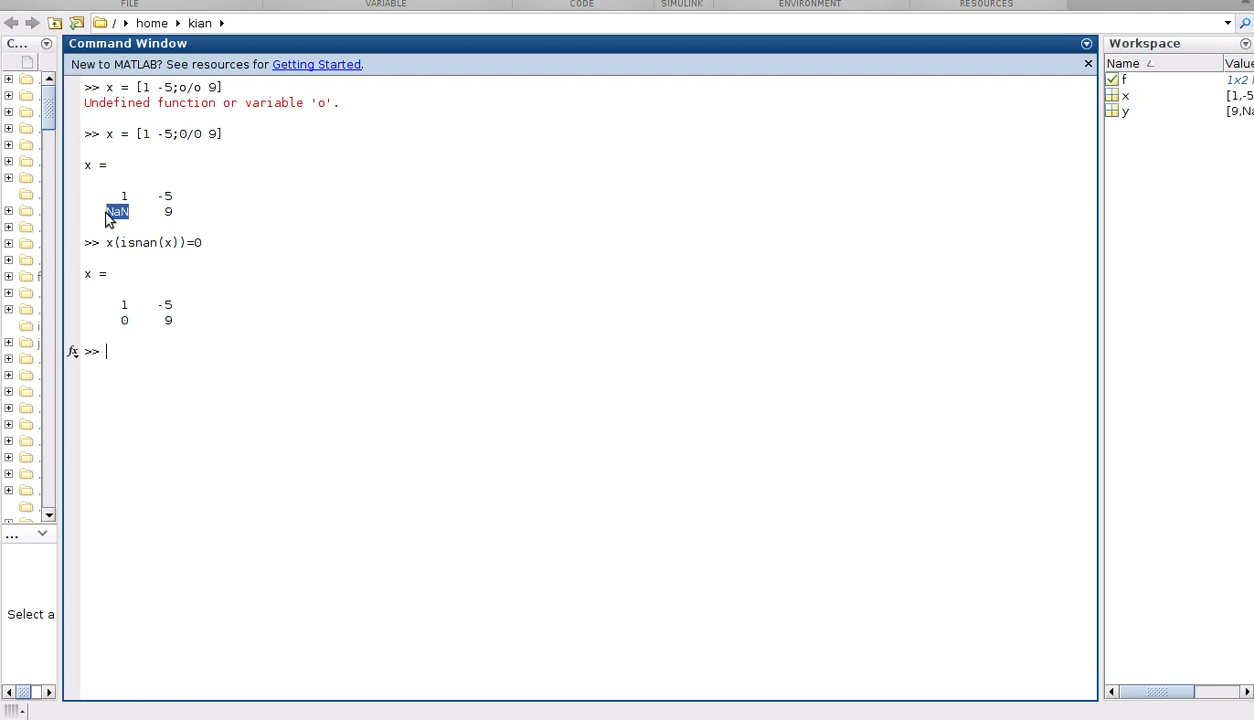 FILE VARIABLE CODE SIMULINK ENVIRONMENT RESOURCES
/ home kian
C... Command Window Workspace
New to MATLAB? See resources for Getting Started.
Name Value
f 1x2
x [1,-5
y [9,Na
>> x = [1 -5;o/o 9]
Undefined function or variable 'o'.
>> x = [1 -5;0/0 9]
x =
1 -5
NaN 9
>> x(isnan(x))=0
x =
1 -5
0 9
fx >>
...
Select a